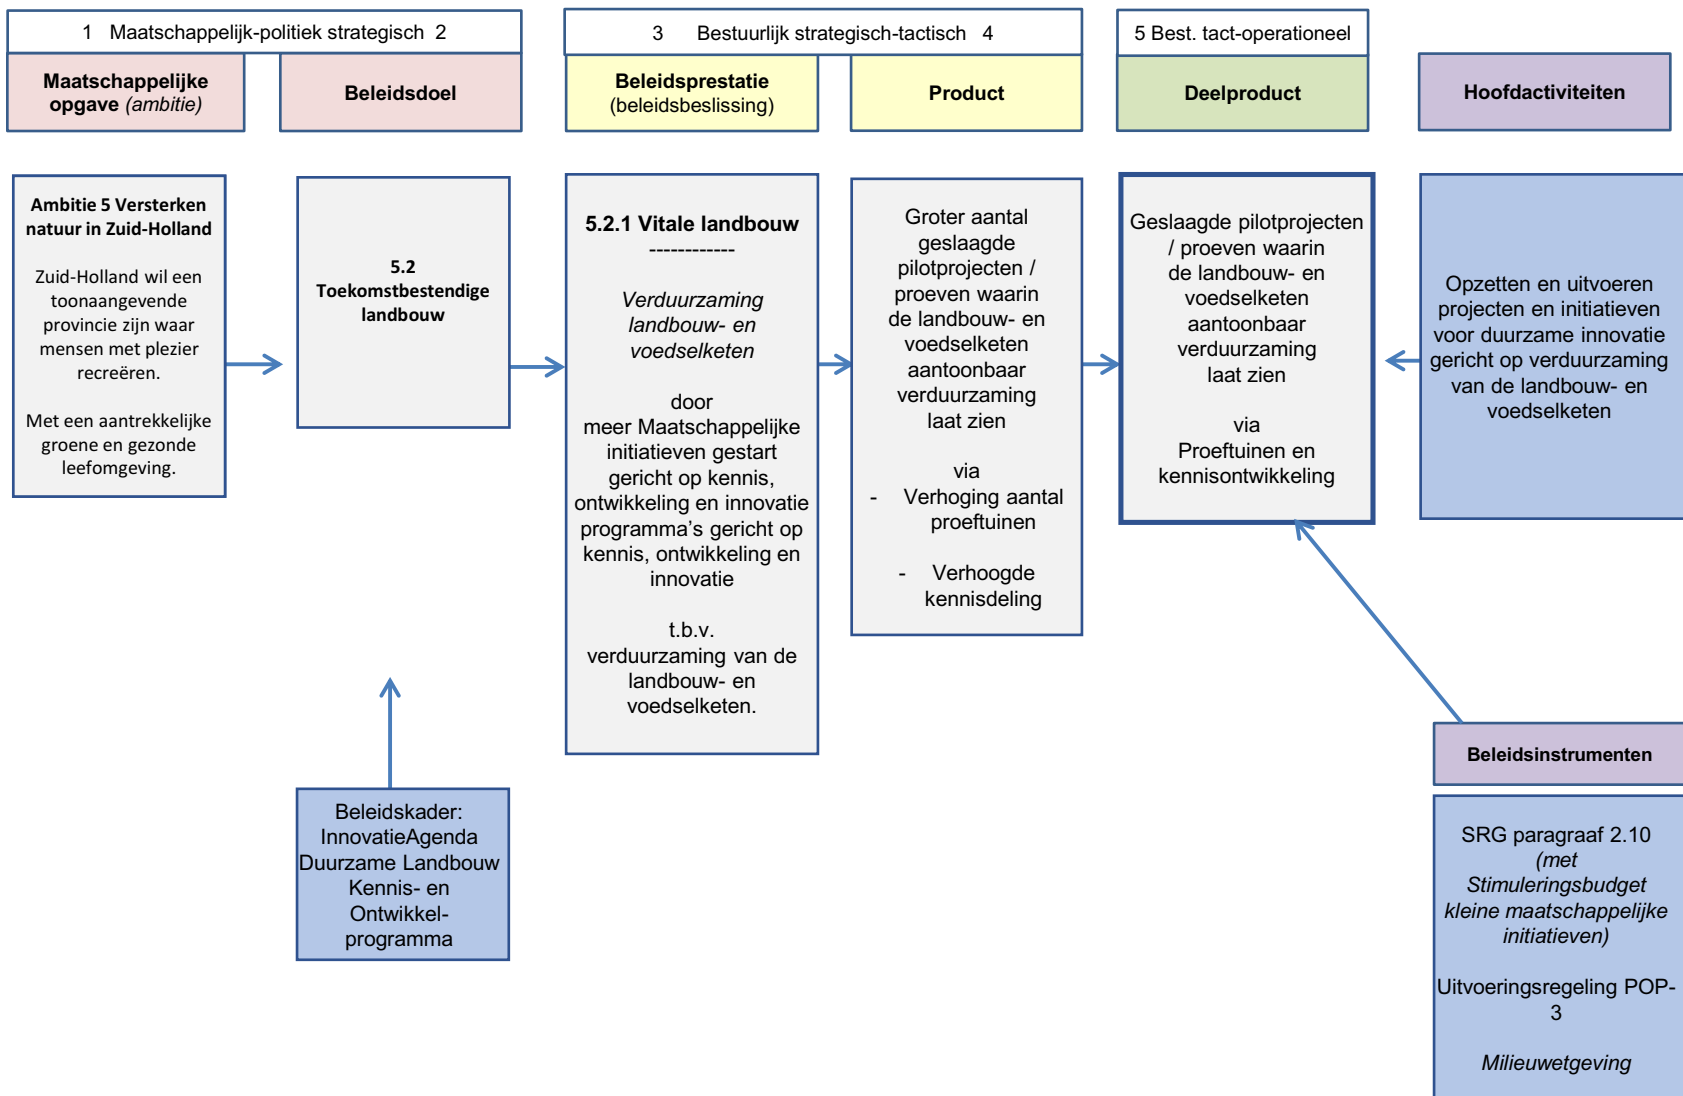 1 Maatschappelijk-politiek strategisch 2
3 Bestuurlijk strategisch-tactisch 4
5 Best. tact-operationeel
Maatschappelijke
opgave (ambitie)
Beleidsdoel
Beleidsprestatie
(beleidsbeslissing)
Product
Deelproduct
Hoofdactiviteiten
Ambitie 5 Versterken
natuur in Zuid-Holland
Zuid-Holland wil een
toonaangevende
provincie zijn waar
mensen met plezier
recreëren.
Met een aantrekkelijke
groene en gezonde
leefomgeving.
5.2
Toekomstbestendige
landbouw
5.2.1 Vitale landbouw
------------
Verduurzaming
landbouw- en
voedselketen
door
meer Maatschappelijke
initiatieven gestart
gericht op kennis,
ontwikkeling en innovatie
programma's gericht op
kennis, ontwikkeling en
innovatie
t.b.v.
verduurzaming van de
landbouw- en
voedselketen.
Groter aantal
geslaagde
pilotprojecten /
proeven waarin
de landbouw- en
voedselketen
aantoonbaar
verduurzaming
laat zien
via
- Verhoging aantal
proeftuinen
- Verhoogde
kennisdeling
Geslaagde pilotprojecten
/ proeven waarin
de landbouw- en
voedselketen
aantoonbaar
verduurzaming
laat zien
via
Proeftuinen en
kennisontwikkeling
Opzetten en uitvoeren
projecten en initiatieven
voor duurzame innovatie
gericht op verduurzaming
van de landbouw- en
voedselketen
Beleidskader:
InnovatieAgenda
Duurzame Landbouw
Kennis- en
Ontwikkel-
programma
Beleidsinstrumenten
SRG paragraaf 2.10
(met
Stimuleringsbudget
kleine maatschappelijke
initiatieven)
Uitvoeringsregeling POP-
3
Milieuwetgeving